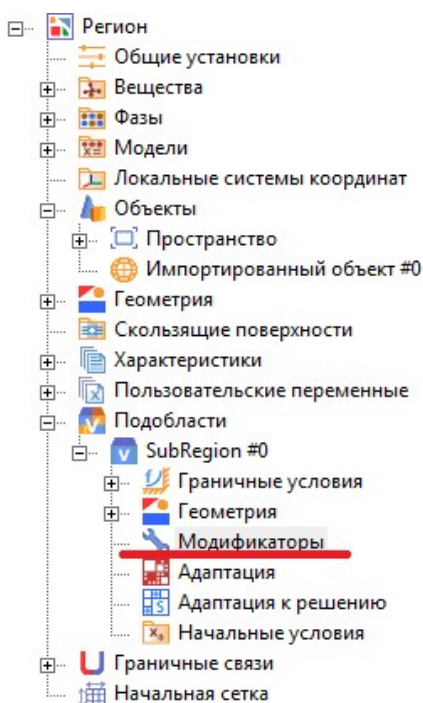 Регион
Общие установки
Вещества
Фазы
Модели
Локальные системы координат
Объекты
Пространство
Импортированный объект #0
Геометрия
Скользящие поверхности
Характеристики
Пользовательские переменные
Подобласти
SubRegion #0
Граничные условия
Геометрия
Модификаторы
Адаптация
Адаптация к решению
Начальные условия
Граничные связи
Начальная сетка